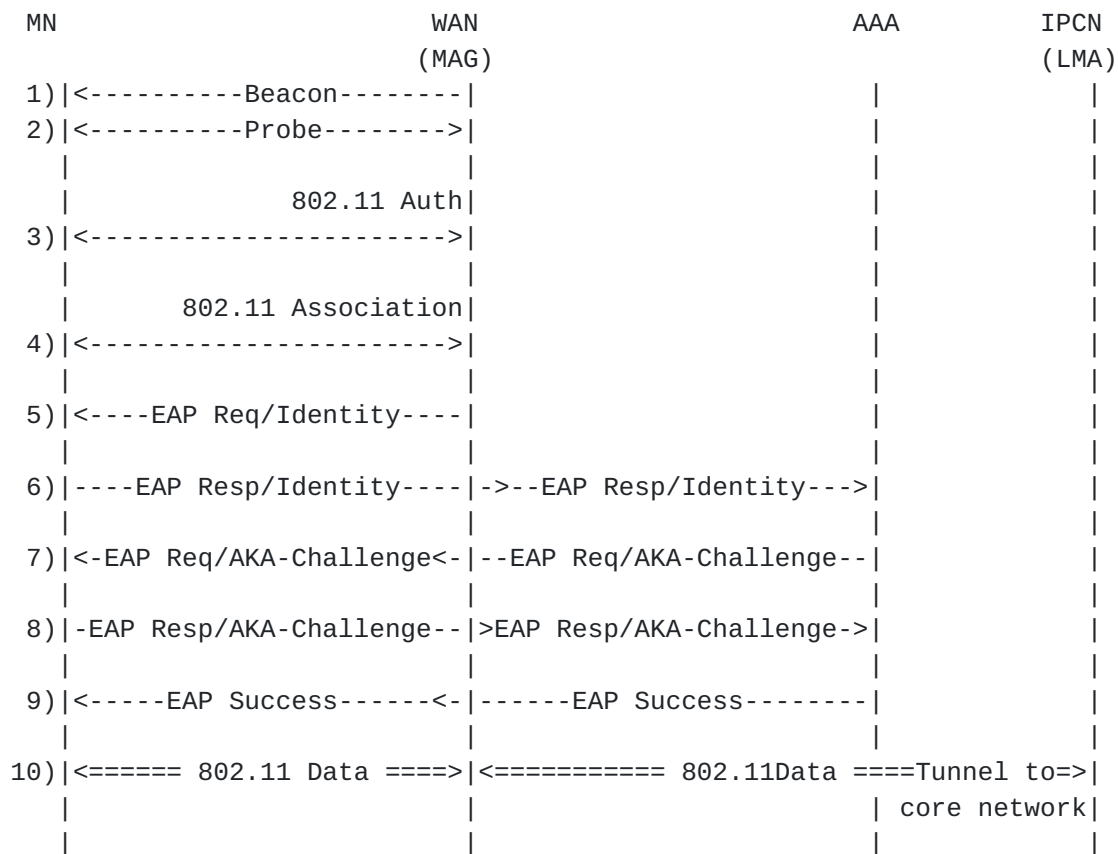 MN                       WAN                       AAA         IPCN
                         (MAG)                                  (LMA)
 1)|<----------Beacon--------|                         |             |
 2)|<----------Probe-------->|                         |             |
   |                         |                         |             |
   |              802.11 Auth|                         |             |
 3)|<----------------------->|                         |             |
   |                         |                         |             |
   |       802.11 Association|                         |             |
 4)|<----------------------->|                         |             |
   |                         |                         |             |
 5)|<----EAP Req/Identity----|                         |             |
   |                         |                         |             |
 6)|----EAP Resp/Identity----|->--EAP Resp/Identity--->|             |
   |                         |                         |             |
 7)|<-EAP Req/AKA-Challenge<-|--EAP Req/AKA-Challenge--|             |
   |                         |                         |             |
 8)|-EAP Resp/AKA-Challenge--|>EAP Resp/AKA-Challenge->|             |
   |                         |                         |             |
 9)|<-----EAP Success------<-|------EAP Success--------|             |
   |                         |                         |             |
10)|<====== 802.11 Data ====>|<=========== 802.11Data ====Tunnel to=>|
   |                         |                         | core network|
   |                         |                         |             |